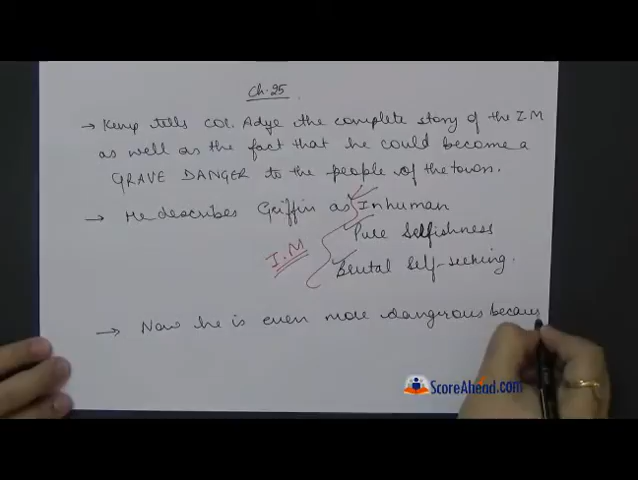 Ch.25
→ Kemp tells COL. Adye the complete story of the I.M
as well as the fact that he could become a
GRAVE DANGER to the people of the town.
→ He describes Griffin as Inhuman
Pure Selfishness
I.M
Brutal Self-seeking.
→ Now he is even more dangrous becaus
ScoreAhead.com